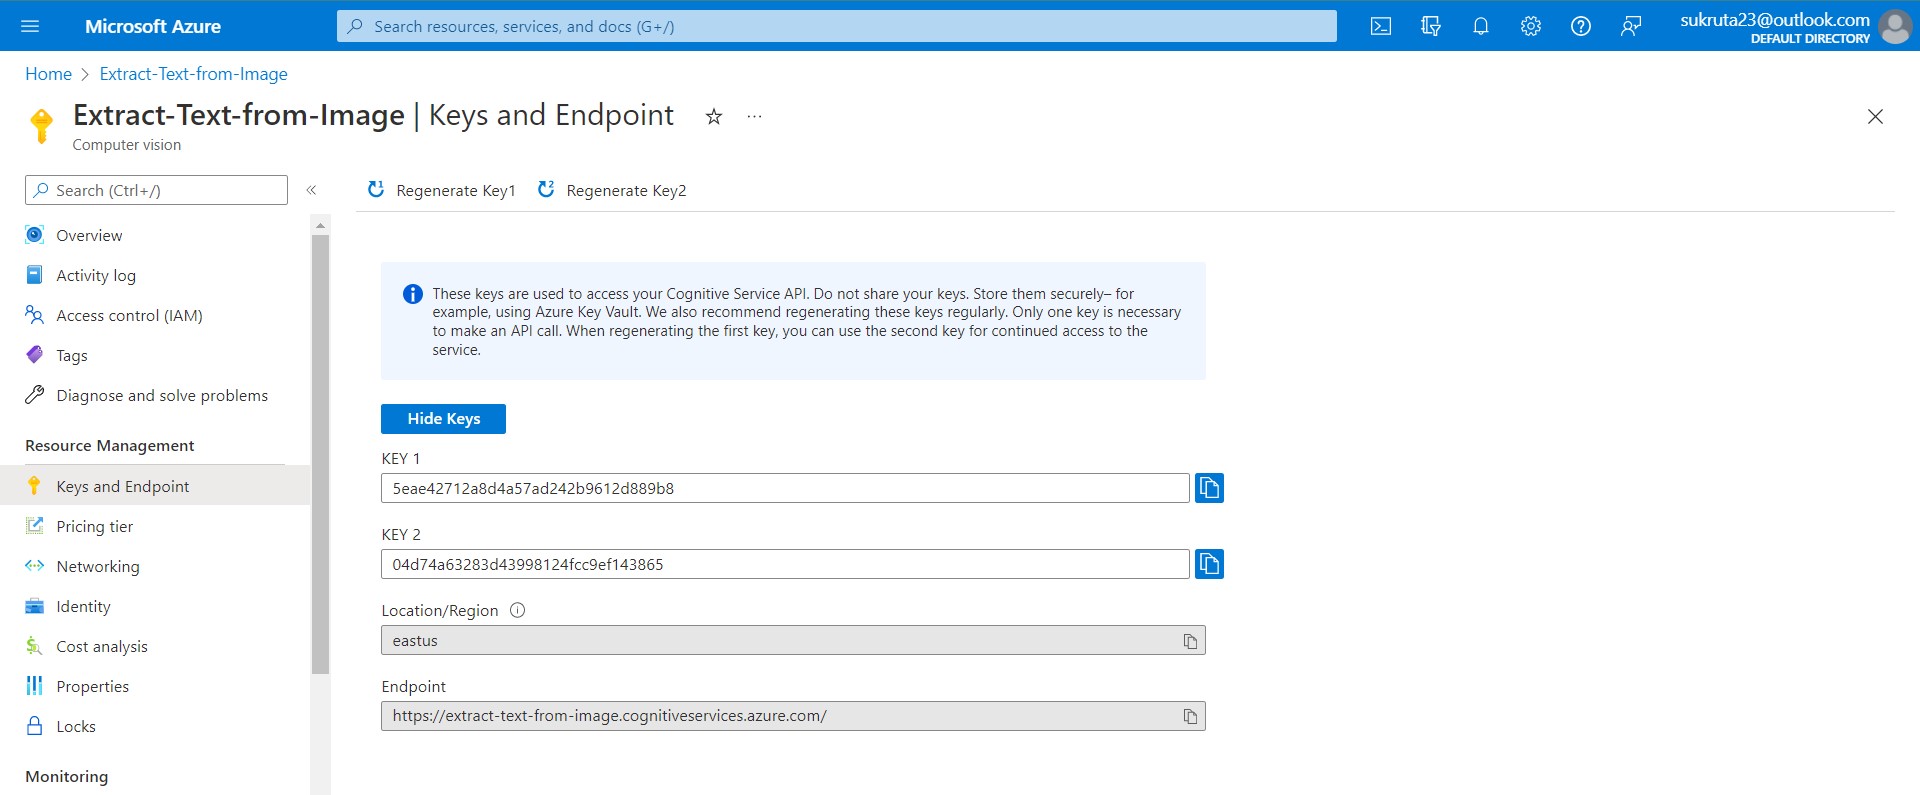 Microsoft Azure
Search resources, services, and docs (G+/)
sukruta23@outlook.com
DEFAULT DIRECTORY
Home > Extract-Text-from-Image
Extract-Text-from-Image | Keys and Endpoint
Computer vision
Search (Ctrl+/)
Overview
Activity log
Access control (IAM)
Tags
Diagnose and solve problems
Resource Management
Keys and Endpoint
Pricing tier
Networking
Identity
Cost analysis
Properties
Locks
Monitoring
Regenerate Key1
Regenerate Key2
These keys are used to access your Cognitive Service API. Do not share your keys. Store them securely– for
example, using Azure Key Vault. We also recommend regenerating these keys regularly. Only one key is necessary
to make an API call. When regenerating the first key, you can use the second key for continued access to the
service.
Hide Keys
KEY 1
5eae42712a8d4a57ad242b9612d889b8
KEY 2
04d74a63283d43998124fcc9ef143865
Location/Region
eastus
Endpoint
https://extract-text-from-image.cognitiveservices.azure.com/